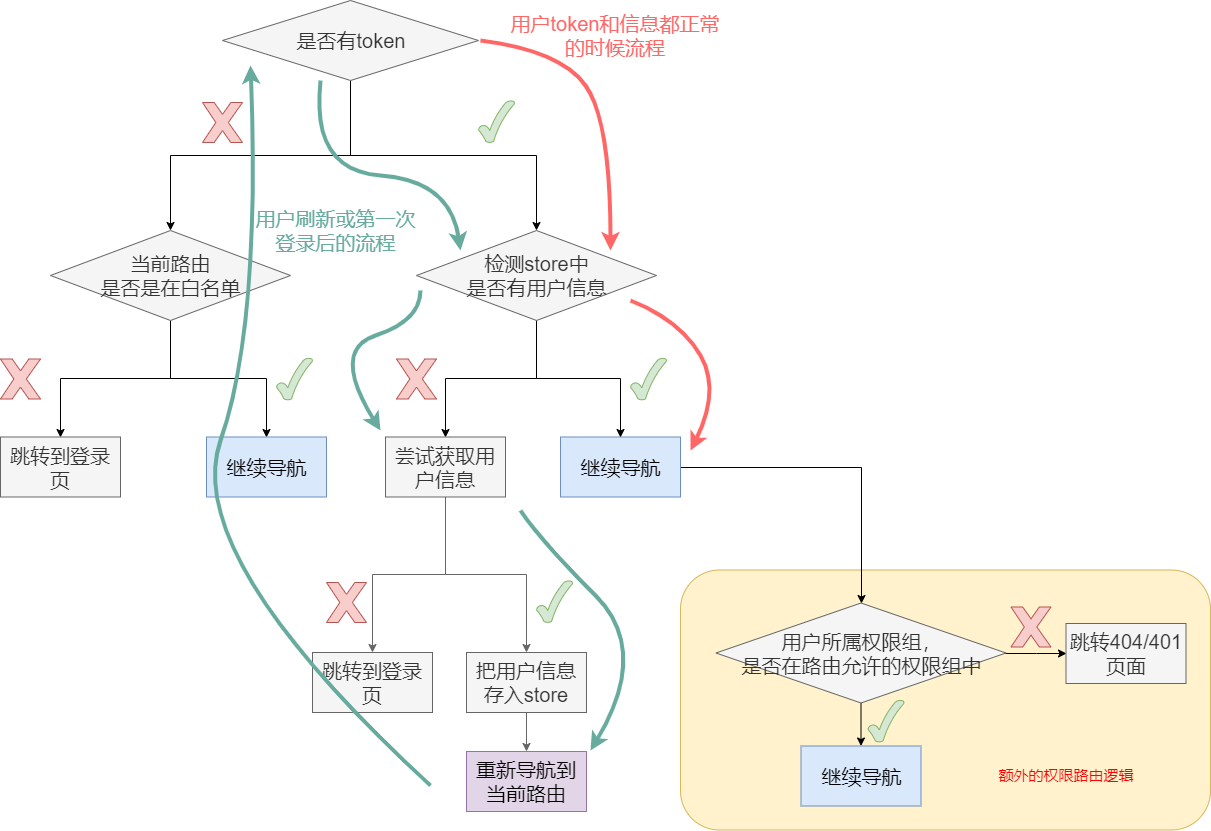 是否有token
用户token和信息都正常
的时候流程
用户刷新或第一次
登录后的流程
当前路由
是否是在白名单
检测store中
是否有用户信息
跳转到登录
页
继续导航
尝试获取用
户信息
继续导航
跳转到登录
页
把用户信息
存入store
重新导航到
当前路由
用户所属权限组，
是否在路由允许的权限组中
跳转404/401
页面
继续导航
额外的权限路由逻辑